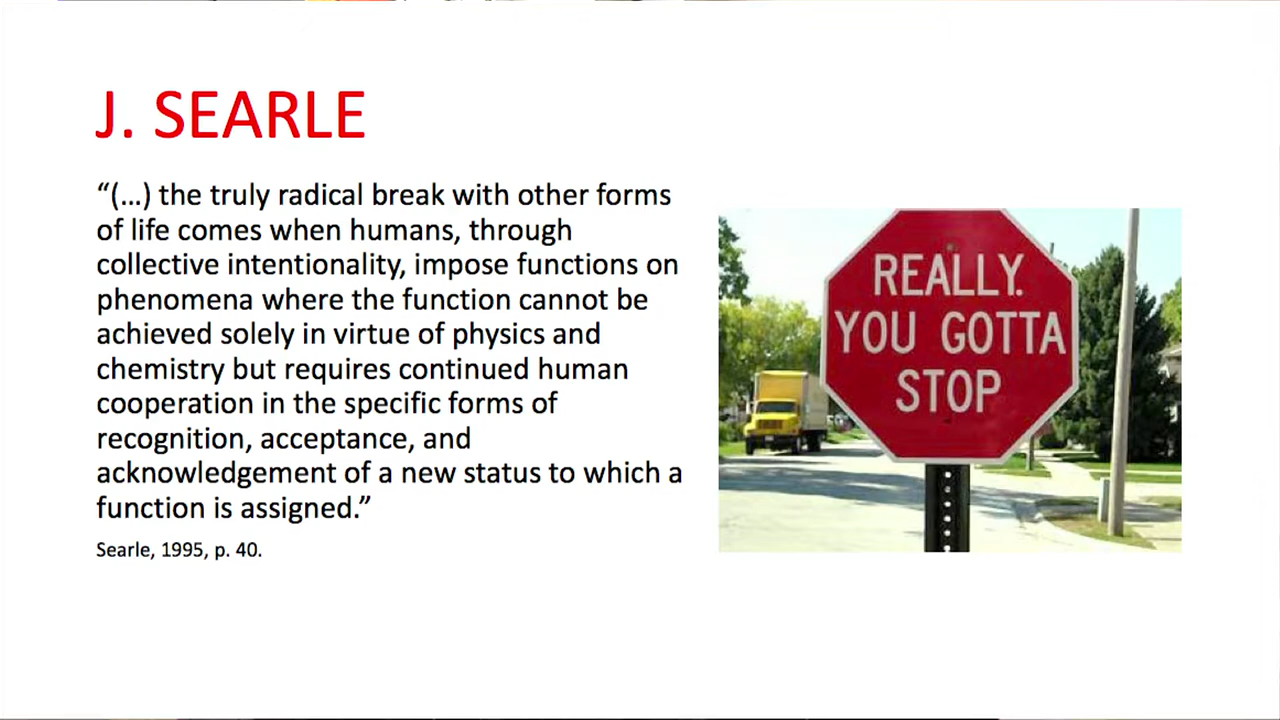 J. SEARLE
“(…) the truly radical break with other forms
of life comes when humans, through
collective intentionality, impose functions on
phenomena where the function cannot be
achieved solely in virtue of physics and
chemistry but requires continued human
cooperation in the specific forms of
recognition, acceptance, and
acknowledgement of a new status to which a
function is assigned.”
Searle, 1995, p. 40.
REALLY.
YOU GOTTA
STOP